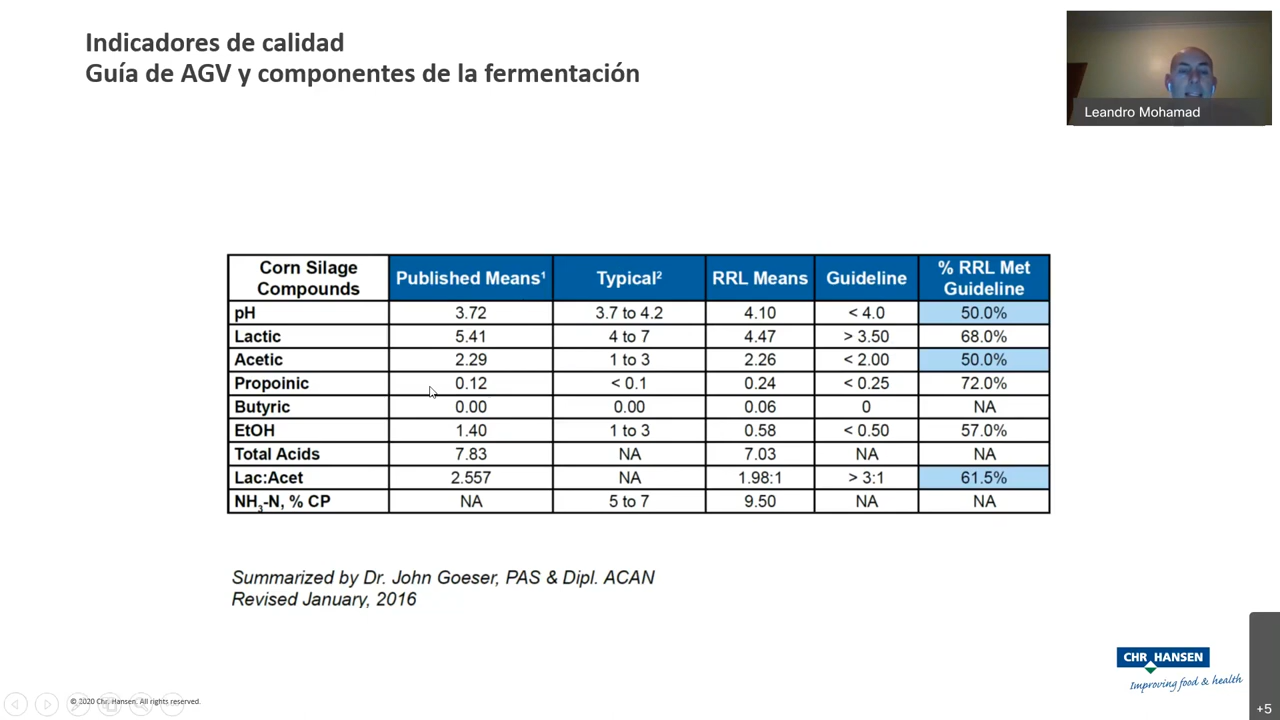 Indicadores de calidad
Guía de AGV y componentes de la fermentación
Leandro Mohamad
Corn Silage Compounds Published Means¹ Typical² RRL Means Guideline % RRL Met Guideline
pH 3.72 3.7 to 4.2 4.10 < 4.0 50.0%
Lactic 5.41 4 to 7 4.47 > 3.50 68.0%
Acetic 2.29 1 to 3 2.26 < 2.00 50.0%
Propoinic 0.12 < 0.1 0.24 < 0.25 72.0%
Butyric 0.00 0.00 0.06 0 NA
EtOH 1.40 1 to 3 0.58 < 0.50 57.0%
Total Acids 7.83 NA 7.03 NA NA
Lac:Acet 2.557 NA 1.98:1 > 3:1 61.5%
NH₃-N, % CP NA 5 to 7 9.50 NA NA
Summarized by Dr. John Goeser, PAS & Dipl. ACAN
Revised January, 2016
CHR HANSEN
Improving food & health
© 2020 Chr. Hansen. All rights reserved.
+5